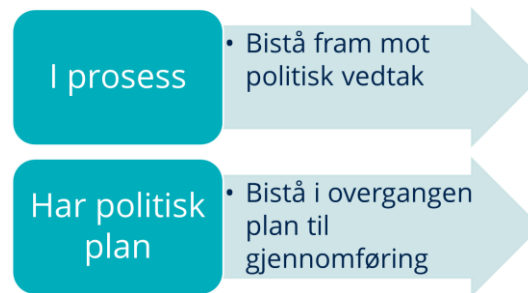 I prosess
• Bistå fram mot
politisk vedtak
Har politisk
plan
• Bistå i overgangen
plan til
gjennomføring